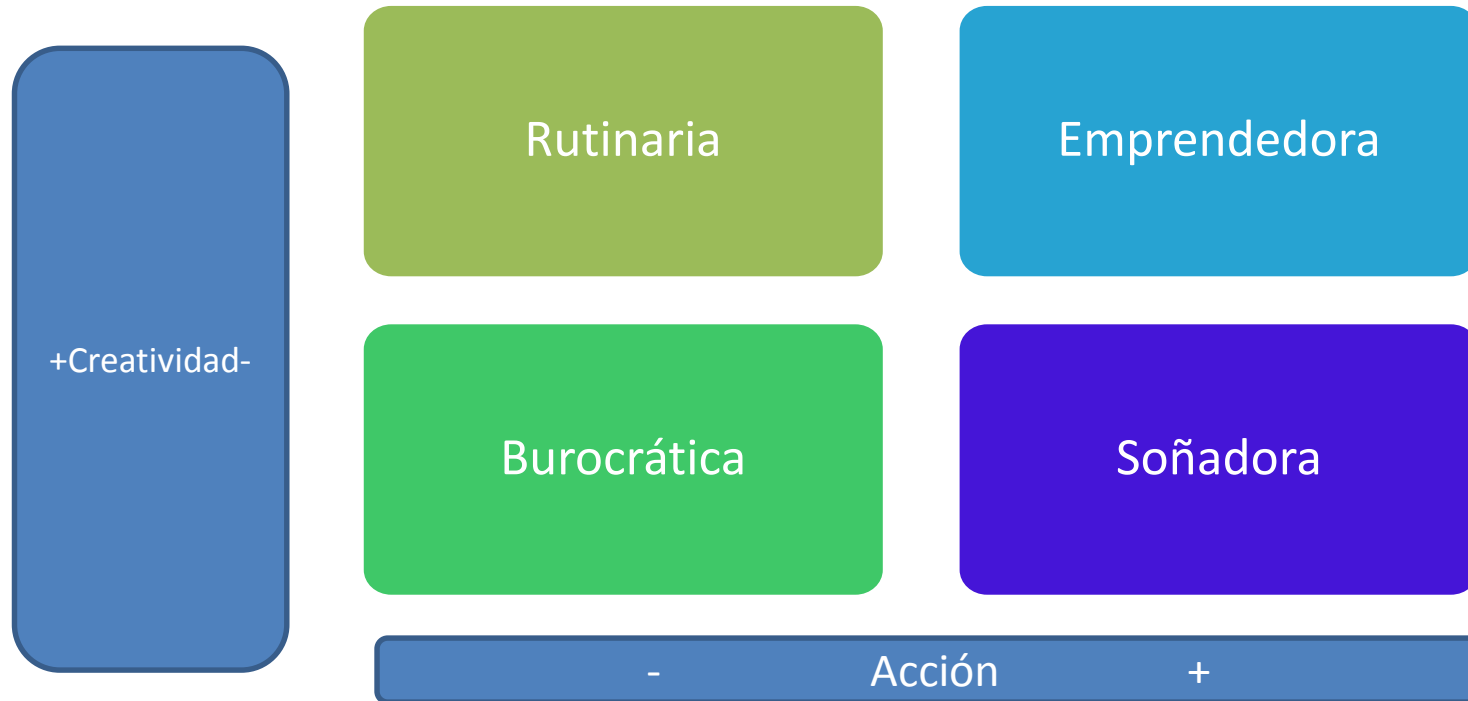 Rutinaria
Emprendedora
+Creatividad-
Burocrática
Soñadora
- Acción +